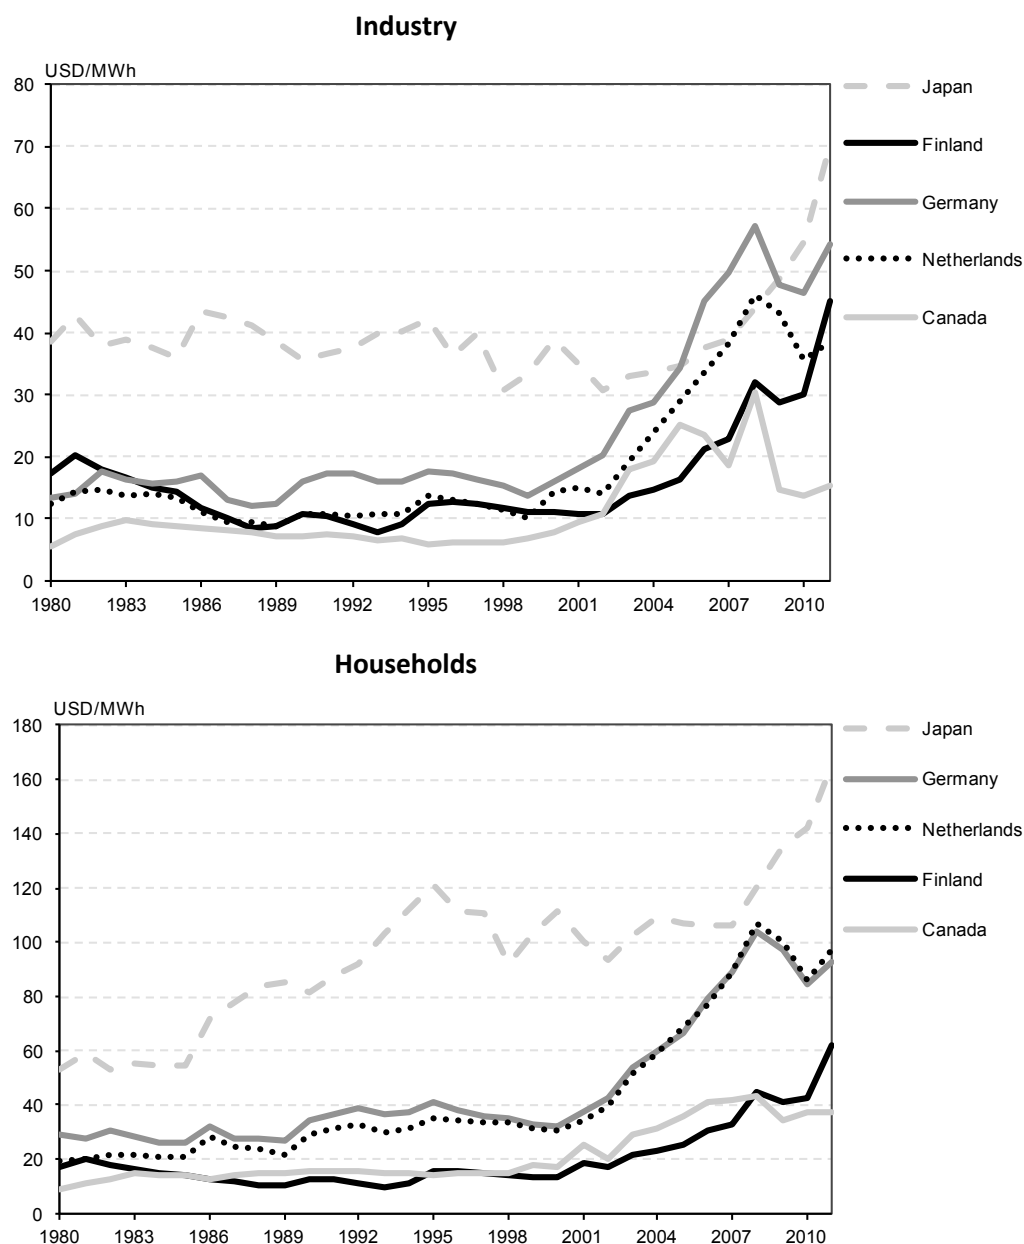 Industry
USD/MWh
80
70
60
50
40
30
20
10
0
1980 1983 1986 1989 1992 1995 1998 2001 2004 2007 2010
Japan
Finland
Germany
Netherlands
Canada
Households
USD/MWh
180
160
140
120
100
80
60
40
20
0
1980 1983 1986 1989 1992 1995 1998 2001 2004 2007 2010
Japan
Germany
Netherlands
Finland
Canada